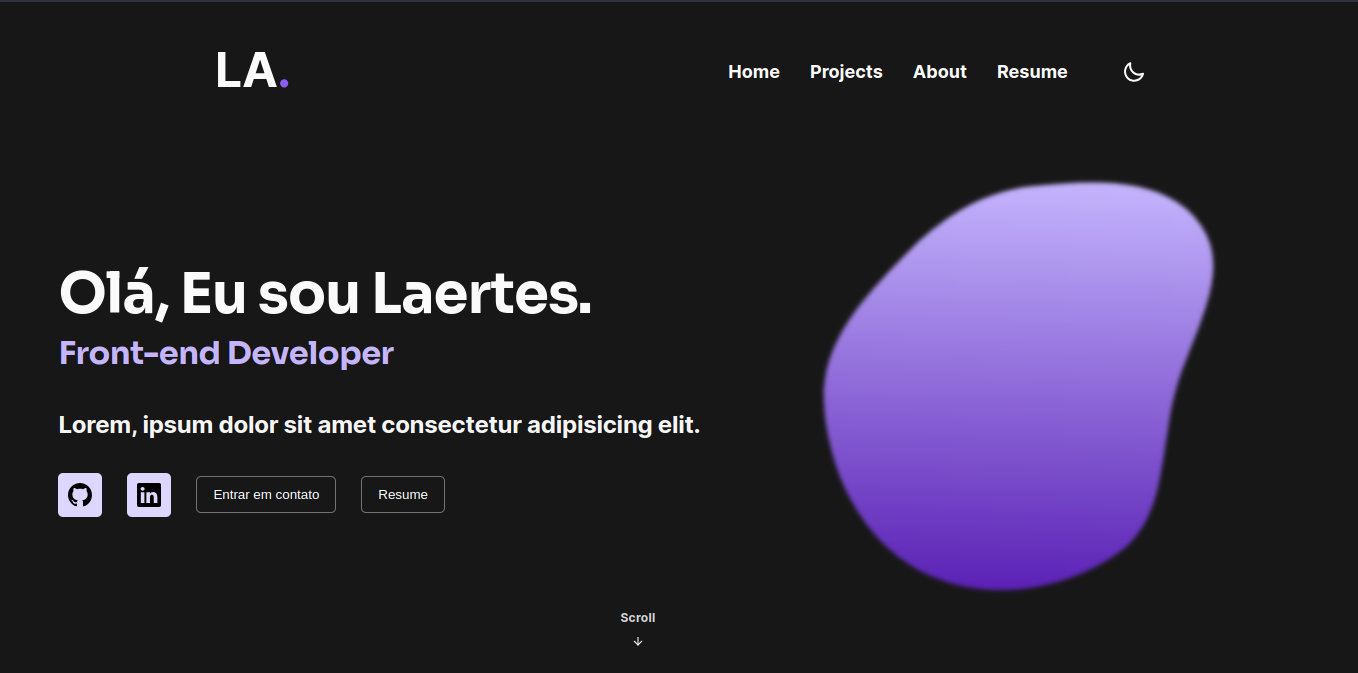 LA.
Home Projects About Resume
Olá, Eu sou Laertes.
Front-end Developer
Lorem, ipsum dolor sit amet consectetur adipisicing elit.
in Entrar em contato Resume
Scroll